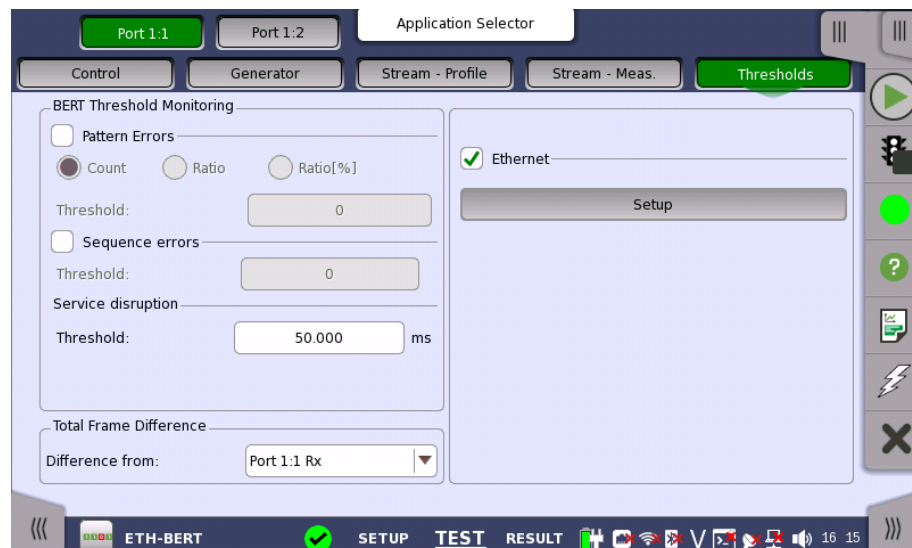 Port 1:1
Port 1:2
Application Selector
Control
Generator
Stream - Profile
Stream - Meas.
Thresholds
BERT Threshold Monitoring
Pattern Errors
Count
Ratio
Ratio[%]
Threshold:
0
Sequence errors
Threshold:
0
Service disruption
Threshold:
50.000
ms
Total Frame Difference
Difference from:
Port 1:1 Rx
Ethernet
Setup
?
ETH-BERT
SETUP
TEST
RESULT
V
16 15